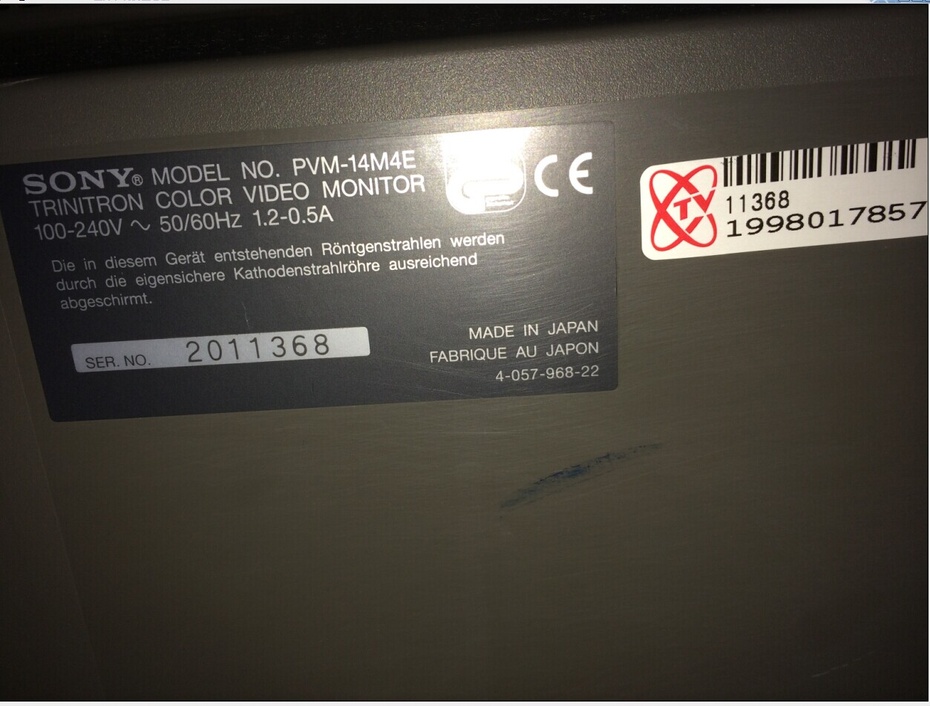 SONY® MODEL NO. PVM-14M4E
TRINITRON COLOR VIDEO MONITOR
100-240V ~ 50/60Hz 1.2-0.5A
Die in diesem Gerät entstehenden Röntgenstrahlen werden
durch die eigensichere Kathodenstrahlröhre ausreichend
abgeschirmt.
SER. NO. 2011368
MADE IN JAPAN
FABRIQUE AU JAPON
4-057-968-22
CE
TV
11368
1998017857